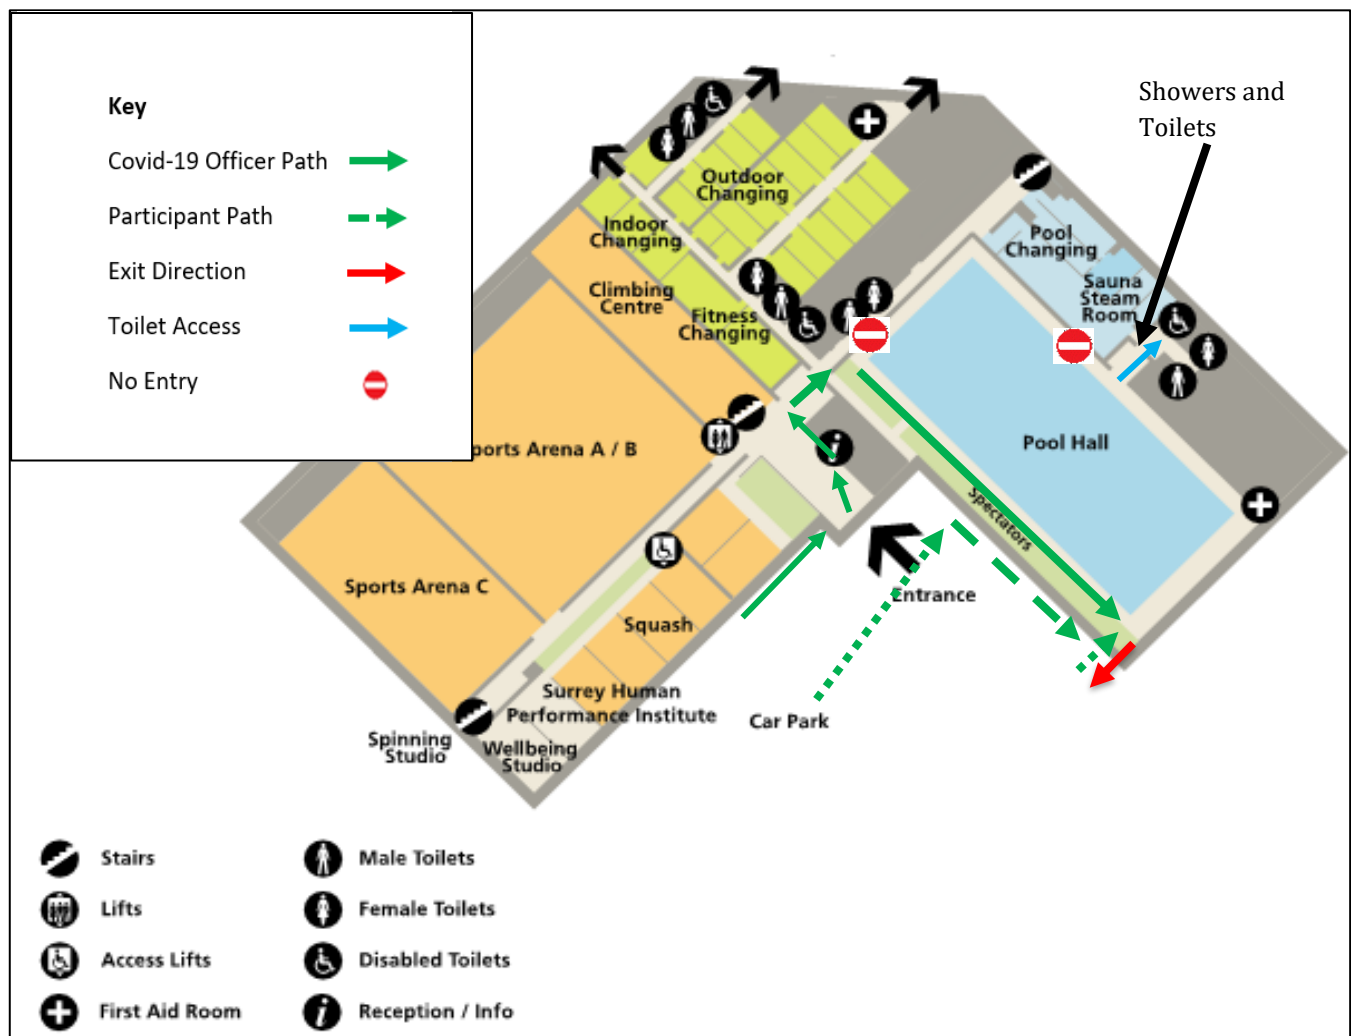 Key
Covid-19 Officer Path
Participant Path
Exit Direction
Toilet Access
No Entry
Showers and
Toilets
Outdoor
Changing
Indoor
Changing
Climbing
Centre
Fitness
Changing
Pool
Changing
Sauna
Steam
Room
ports Arena A / B
Pool Hall
Spectators
Sports Arena C
Entrance
Squash
Surrey Human
Performance Institute
Car Park
Spinning
Studio
Wellbeing
Studio
Stairs
Male Toilets
Lifts
Female Toilets
Access Lifts
Disabled Toilets
First Aid Room
Reception / Info